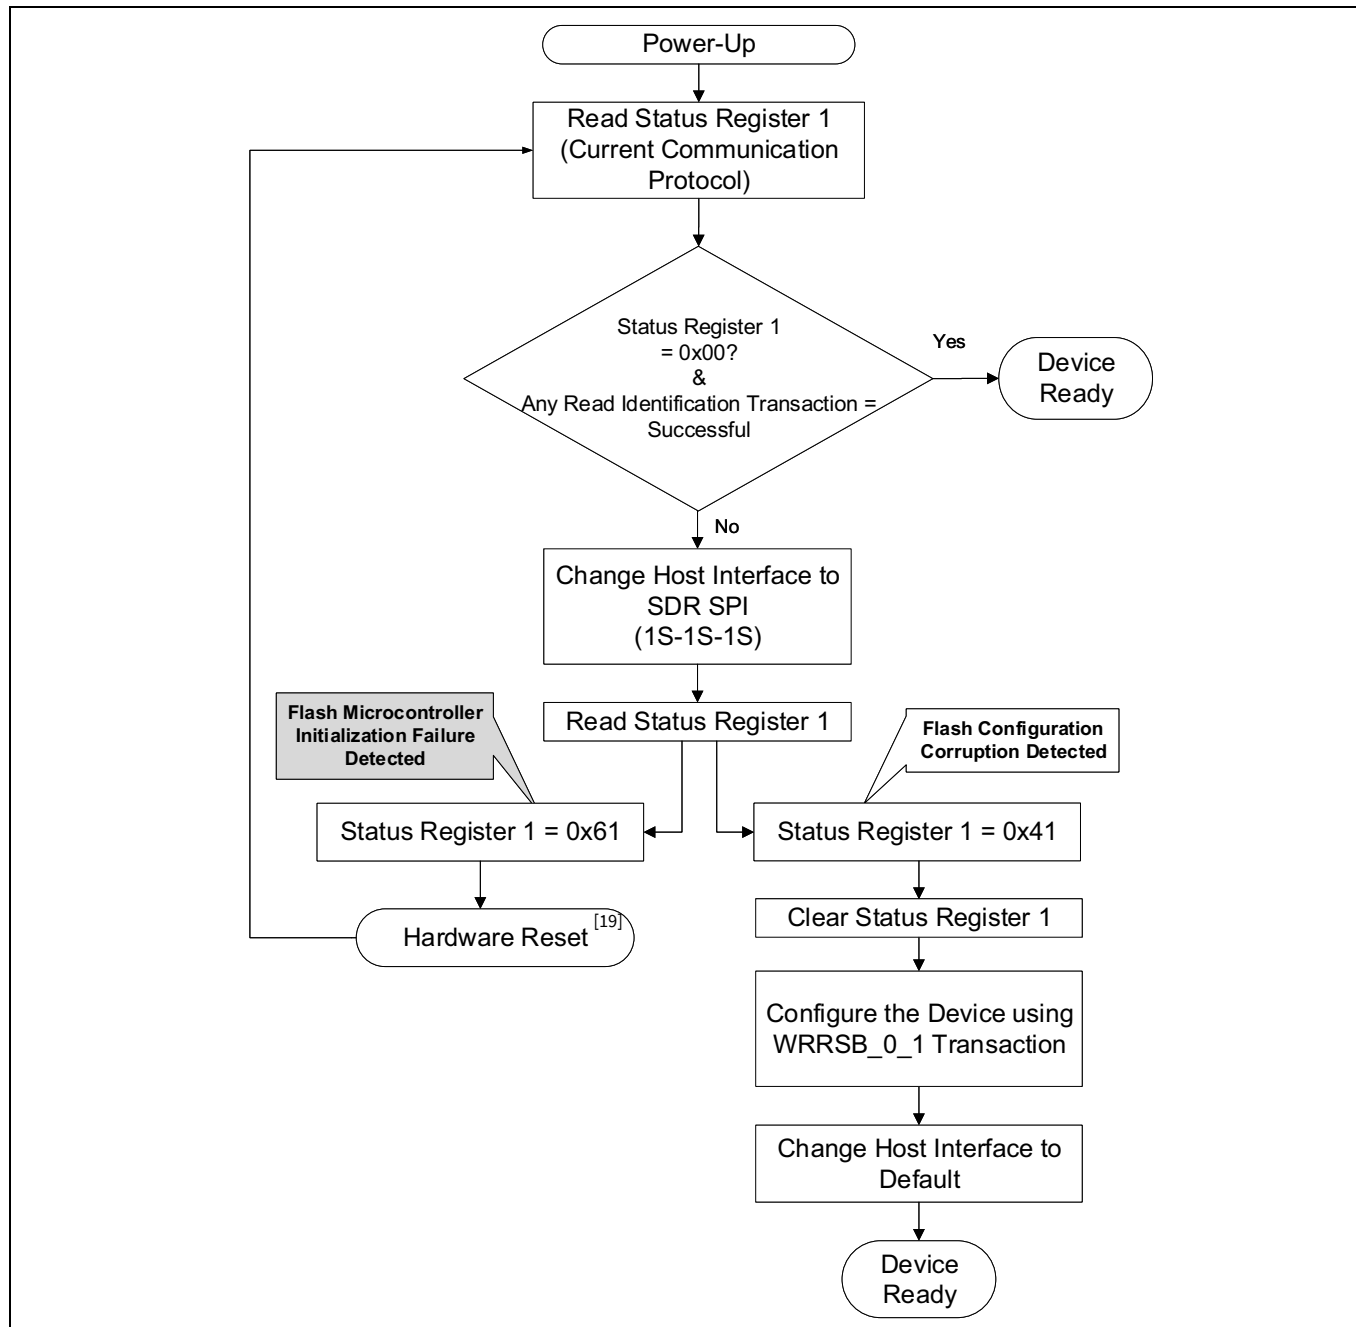 Power-Up
Read Status Register 1
(Current Communication
Protocol)
Status Register 1
= 0x00?
&
Any Read Identification Transaction =
Successful
Yes
Device
Ready
No
Change Host Interface to
SDR SPI
(1S-1S-1S)
Read Status Register 1
Flash Microcontroller
Initialization Failure
Detected
Flash Configuration
Corruption Detected
Status Register 1 = 0x61
Status Register 1 = 0x41
Hardware Reset [19]
Clear Status Register 1
Configure the Device using
WRRSB_0_1 Transaction
Change Host Interface to
Default
Device
Ready